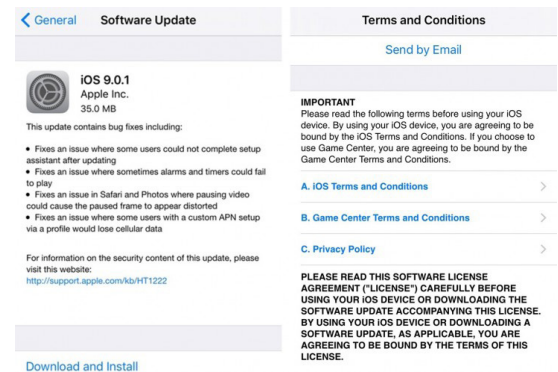 General
Software Update
iOS 9.0.1
Apple Inc.
35.0 MB
This update contains bug fixes including:
• Fixes an issue where some users could not complete setup
assistant after updating
• Fixes an issue where sometimes alarms and timers could fail
to play
• Fixes an issue in Safari and Photos where pausing video
could cause the paused frame to appear distorted
• Fixes an issue where some users with a custom APN setup
via a profile would lose cellular data
For information on the security content of this update, please
visit this website:
http://support.apple.com/kb/HT1222
Download and Install
Terms and Conditions
Send by Email
IMPORTANT
Please read the following terms before using your iOS
device. By using your iOS device, you are agreeing to be
bound by the iOS Terms and Conditions. If you choose to
use Game Center, you are agreeing to be bound by the
Game Center Terms and Conditions.
A. iOS Terms and Conditions
B. Game Center Terms and Conditions
C. Privacy Policy
PLEASE READ THIS SOFTWARE LICENSE
AGREEMENT ("LICENSE") CAREFULLY BEFORE
USING YOUR iOS DEVICE OR DOWNLOADING THE
SOFTWARE UPDATE ACCOMPANYING THIS LICENSE.
BY USING YOUR iOS DEVICE OR DOWNLOADING A
SOFTWARE UPDATE, AS APPLICABLE, YOU ARE
AGREEING TO BE BOUND BY THE TERMS OF THIS
LICENSE.